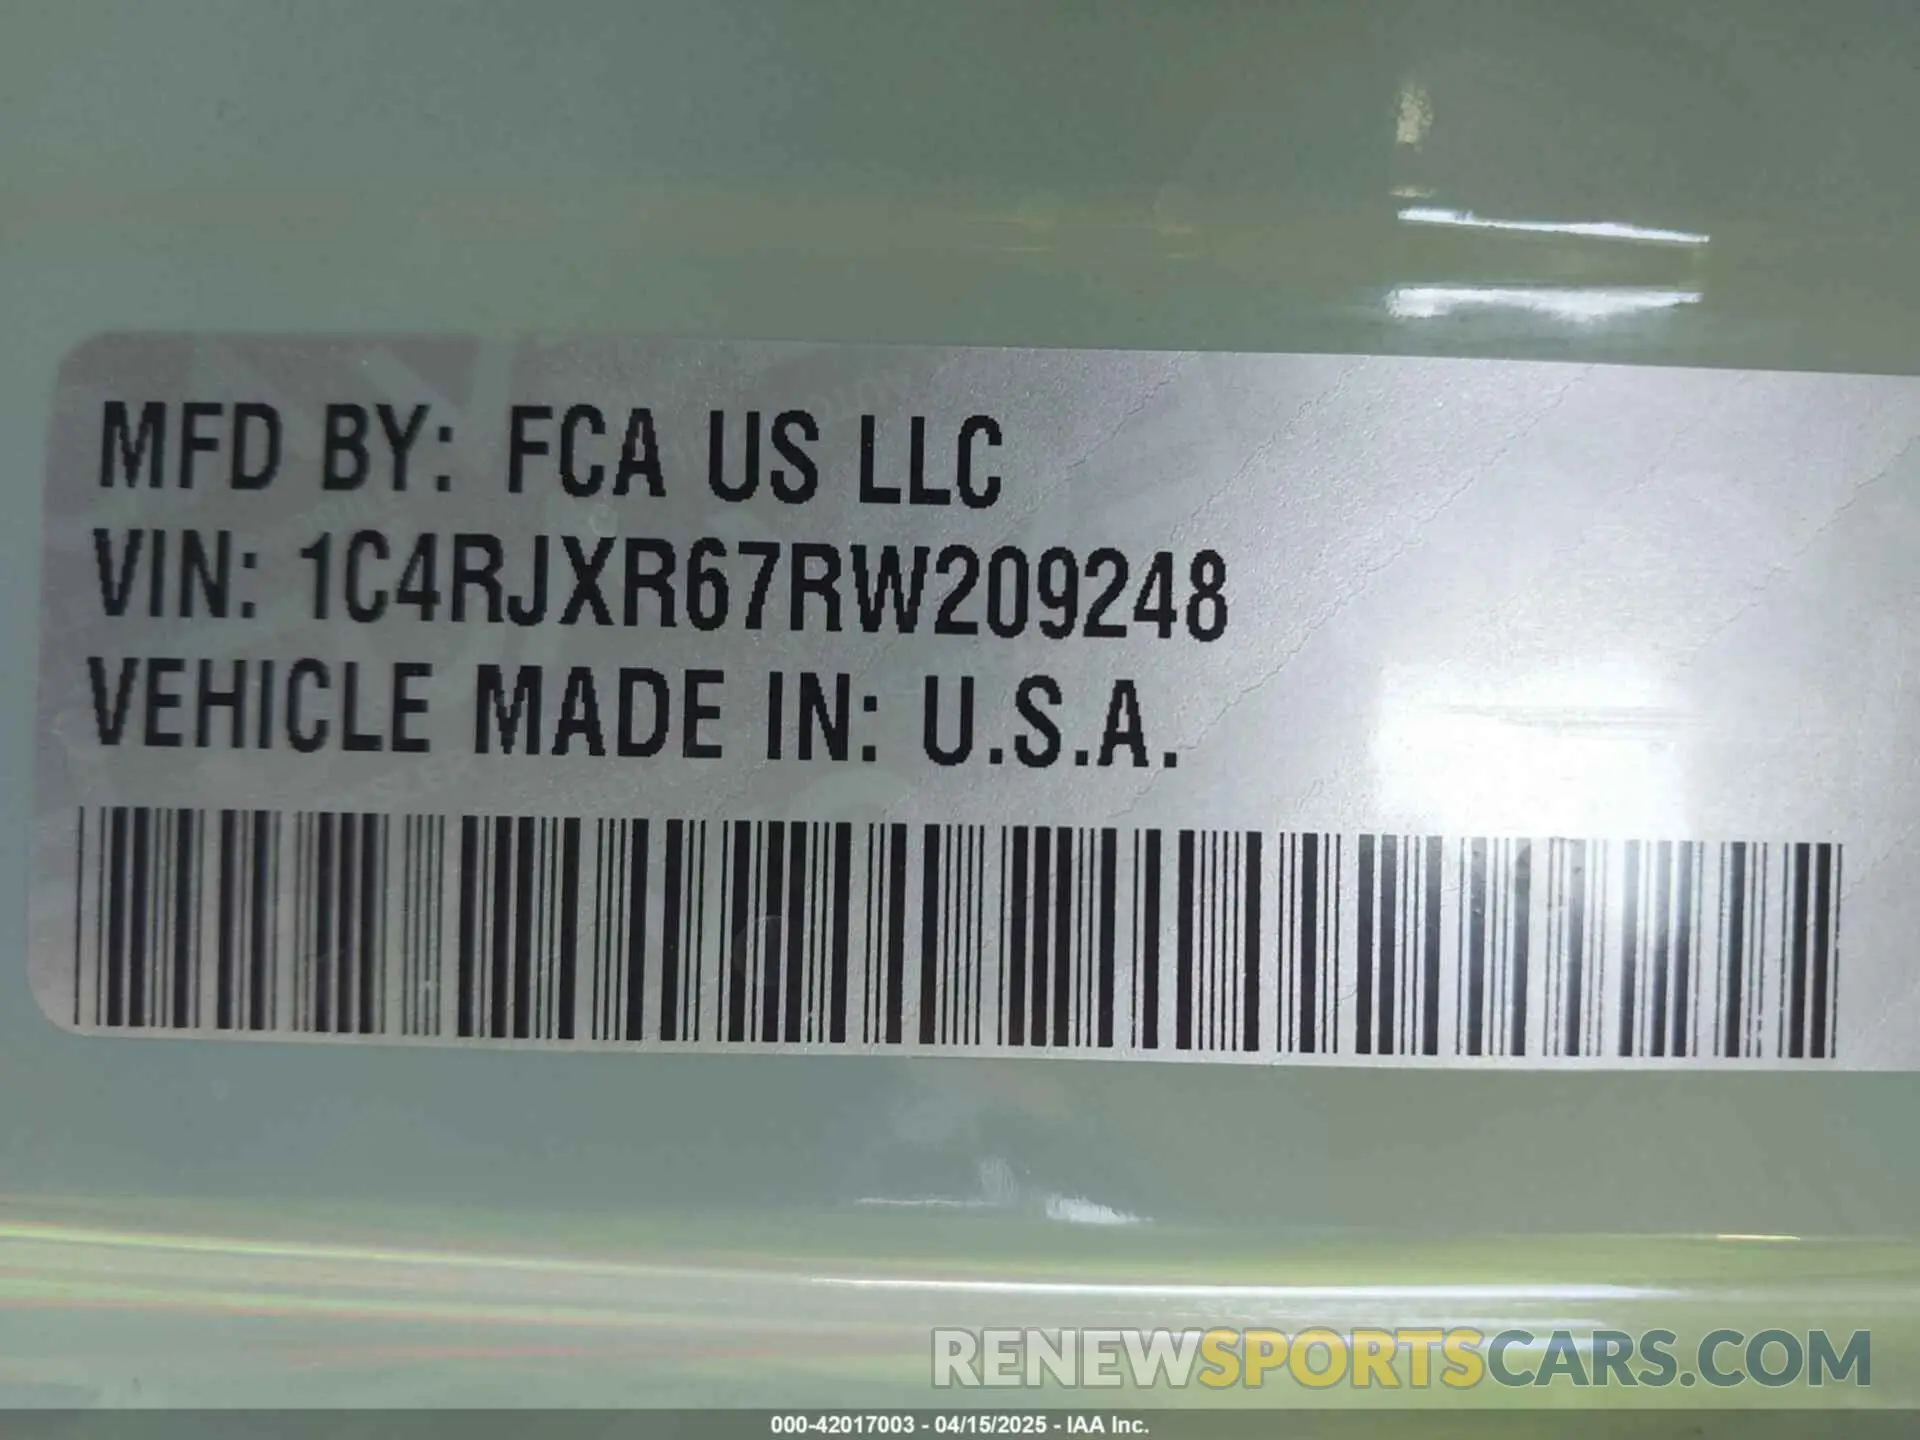 MFD BY: FCA US LLC
VIN: 1C4RJXR67RW209248
VEHICLE MADE IN: U.S.A.
RENEWSPORTSCARS.COM
000-42017003 - 04/15/2025 - IAA Inc.